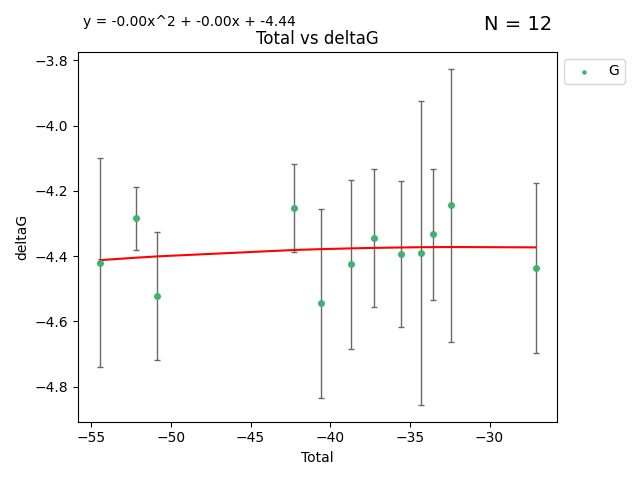 y = -0.00x^2 + -0.00x + -4.44
N = 12
Total vs deltaG
G
deltaG
−3.8
−4.0
−4.2
−4.4
−4.6
−4.8
−55
−50
−45
−40
−35
−30
Total